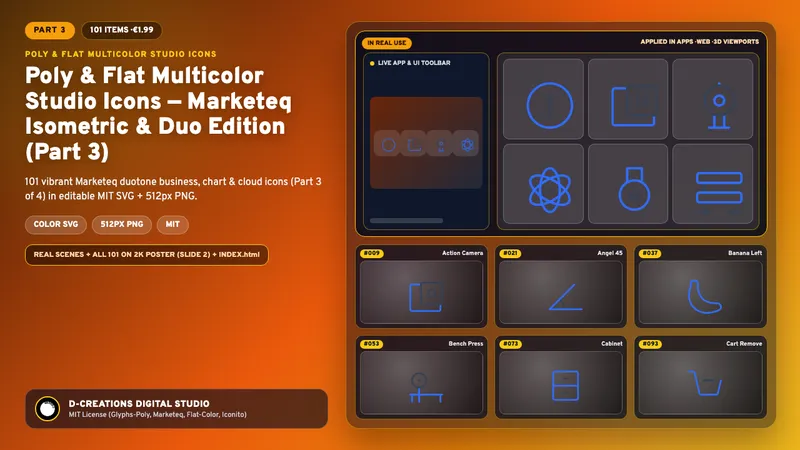 PART 3
101 ITEMS · €1.99
POLY & FLAT MULTICOLOR STUDIO ICONS
Poly & Flat Multicolor
Studio Icons — Marketeq
Isometric & Duo Edition
(Part 3)
101 vibrant Marketeq duotone business, chart & cloud icons (Part 3
of 4) in editable MIT SVG + 512px PNG.
COLOR SVG
512PX PNG
MIT
REAL SCENES + ALL 101 ON 2K POSTER (SLIDE 2) + INDEX.html
D-CREATIONS DIGITAL STUDIO
MIT License (Glyphs-Poly, Marketeq, Flat-Color, Iconito)
IN REAL USE
APPLIED IN APPS · WEB · 3D VIEWPORTS
LIVE APP & UI TOOLBAR
#009
Action Camera
#021
Angel 45
#037
Banana Left
#053
Bench Press
#073
Cabinet
#093
Cart Remove